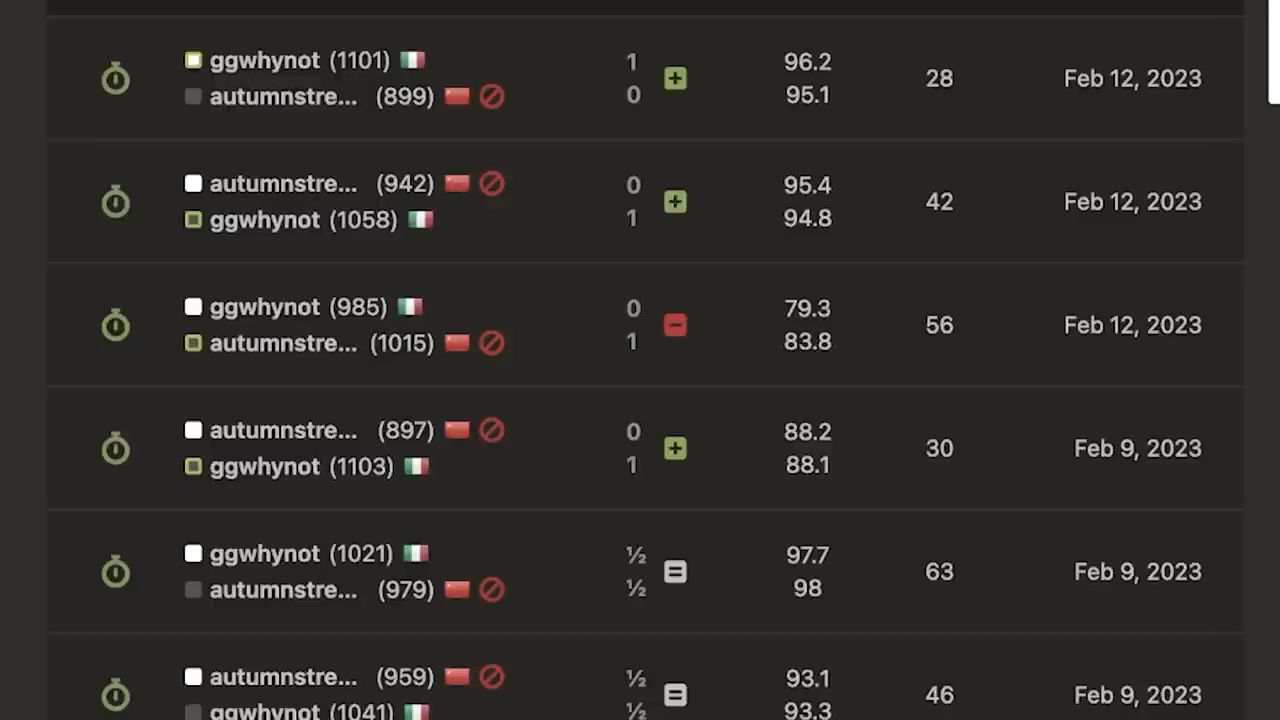 ggwhynot (1101) 1 96.2 28 Feb 12, 2023
autumnstre... (899) 0 95.1
autumnstre... (942) 0 95.4 42 Feb 12, 2023
ggwhynot (1058) 1 94.8
ggwhynot (985) 0 79.3 56 Feb 12, 2023
autumnstre... (1015) 1 83.8
autumnstre... (897) 0 88.2 30 Feb 9, 2023
ggwhynot (1103) 1 88.1
ggwhynot (1021) ½ 97.7 63 Feb 9, 2023
autumnstre... (979) ½ 98
autumnstre... (959) ½ 93.1 46 Feb 9, 2023
ggwhynot (1041) ½ 93.3